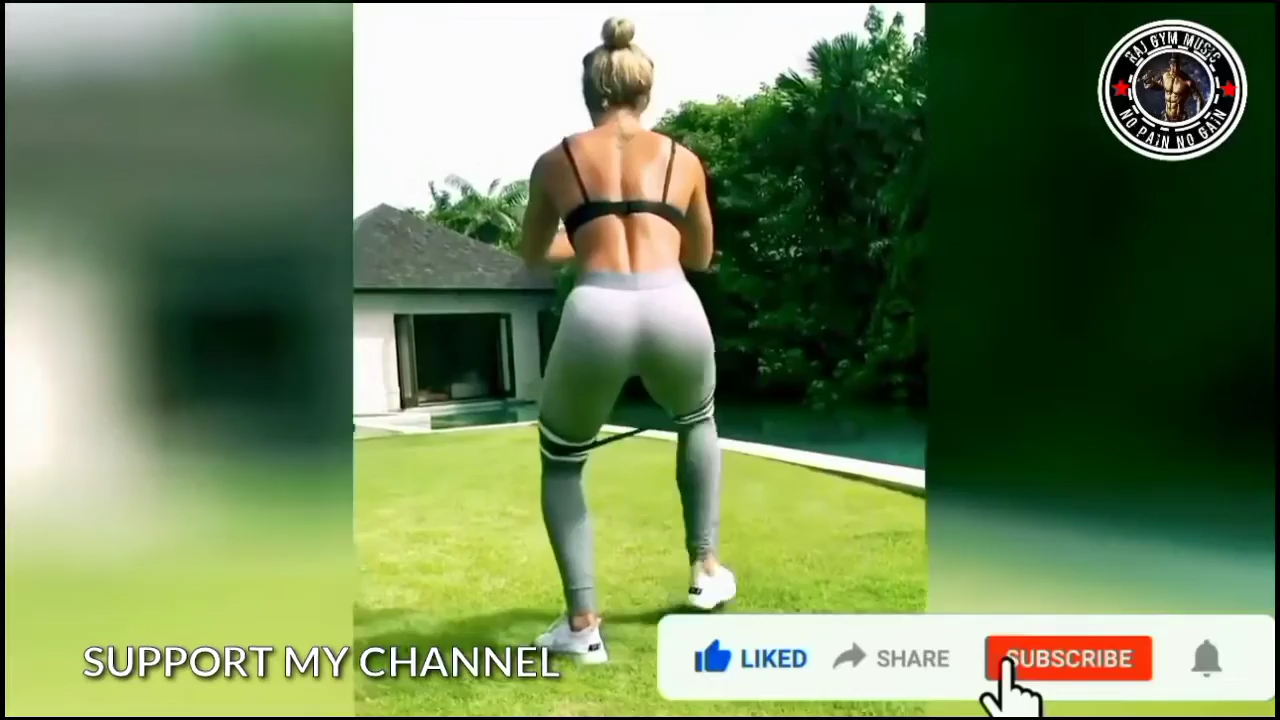 RAJ GYM MUSIC
NO PAIN NO GAIN
SUPPORT MY CHANNEL
LIKED SHARE SUBSCRIBE